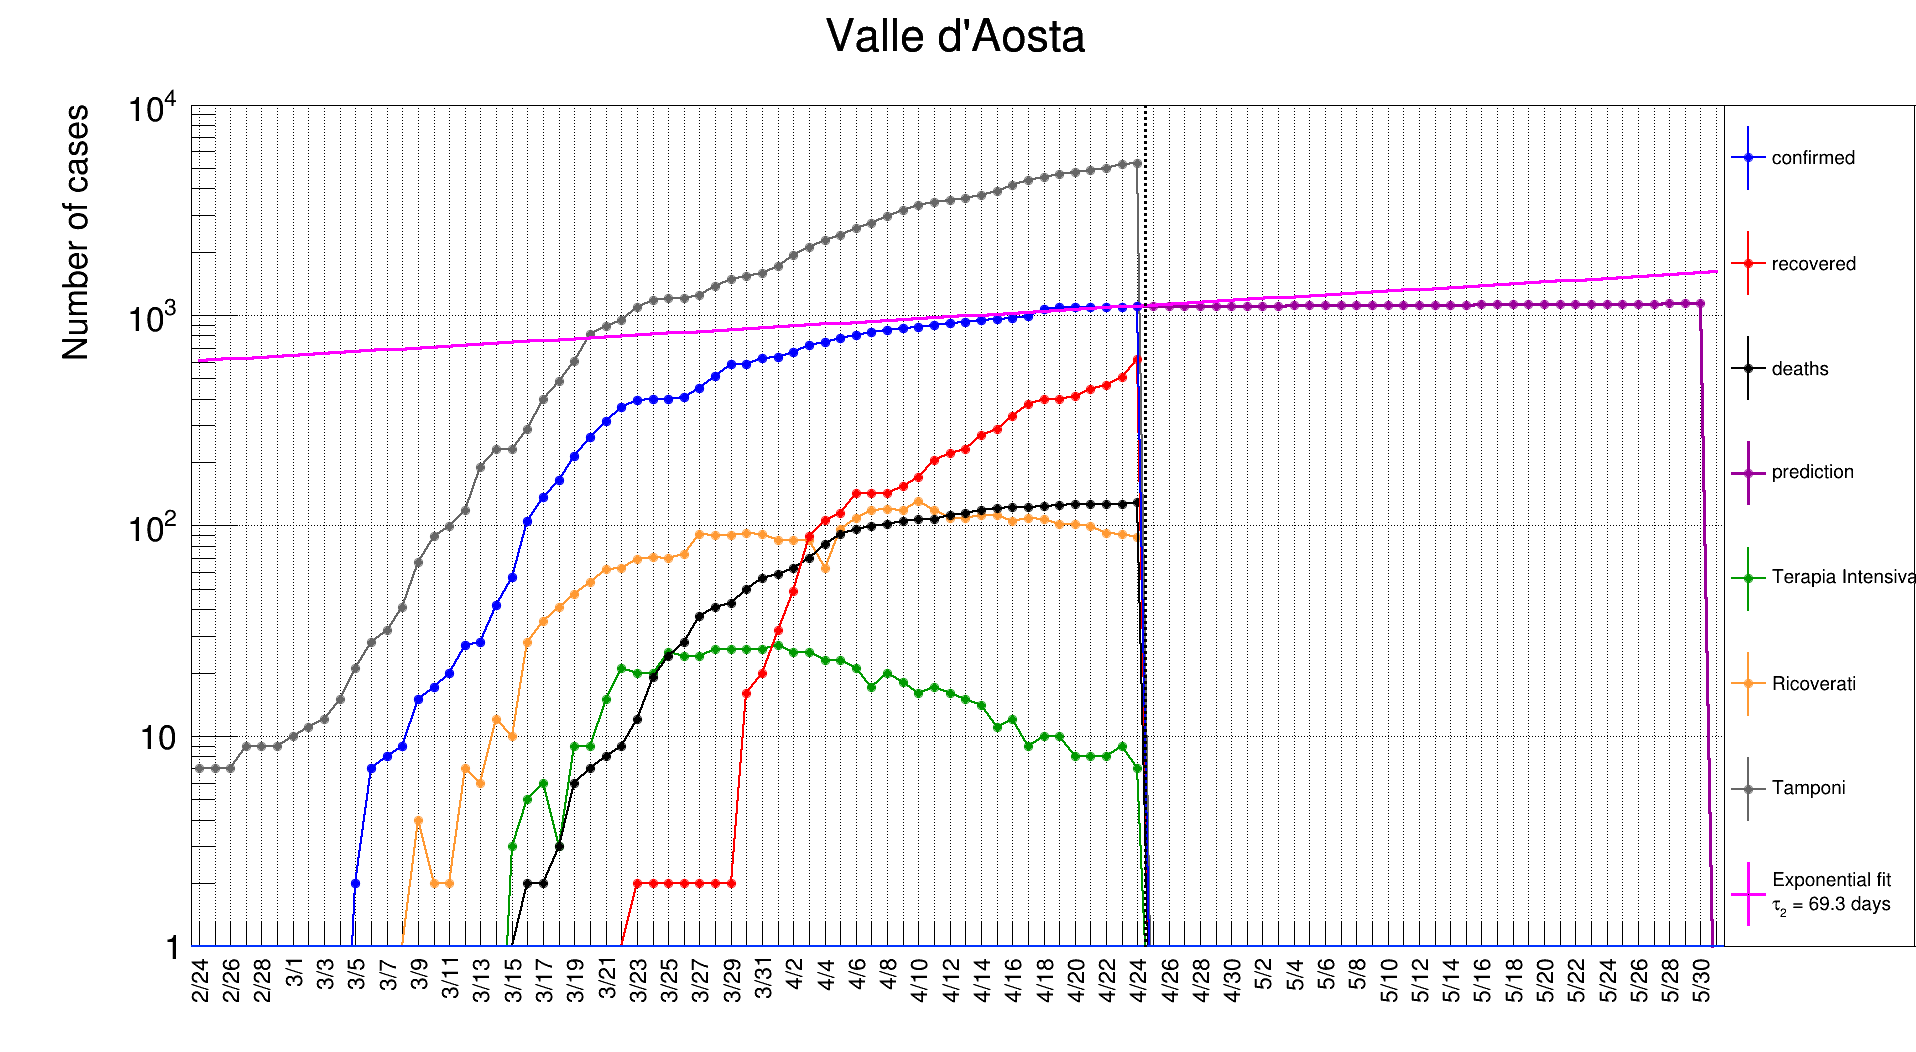 Valle d'Aosta
Number of cases
10^4
10^3
10^2
10
1
2/24 2/26 2/28 3/1 3/3 3/5 3/7 3/9 3/11 3/13 3/15 3/17 3/19 3/21 3/23 3/25 3/27 3/29 3/31 4/2 4/4 4/6 4/8 4/10 4/12 4/14 4/16 4/18 4/20 4/22 4/24 4/26 4/28 4/30 5/2 5/4 5/6 5/8 5/10 5/12 5/14 5/16 5/18 5/20 5/22 5/24 5/26 5/28 5/30
confirmed
recovered
deaths
prediction
Terapia Intensiva
Ricoverati
Tamponi
Exponential fit
τ₂ = 69.3 days